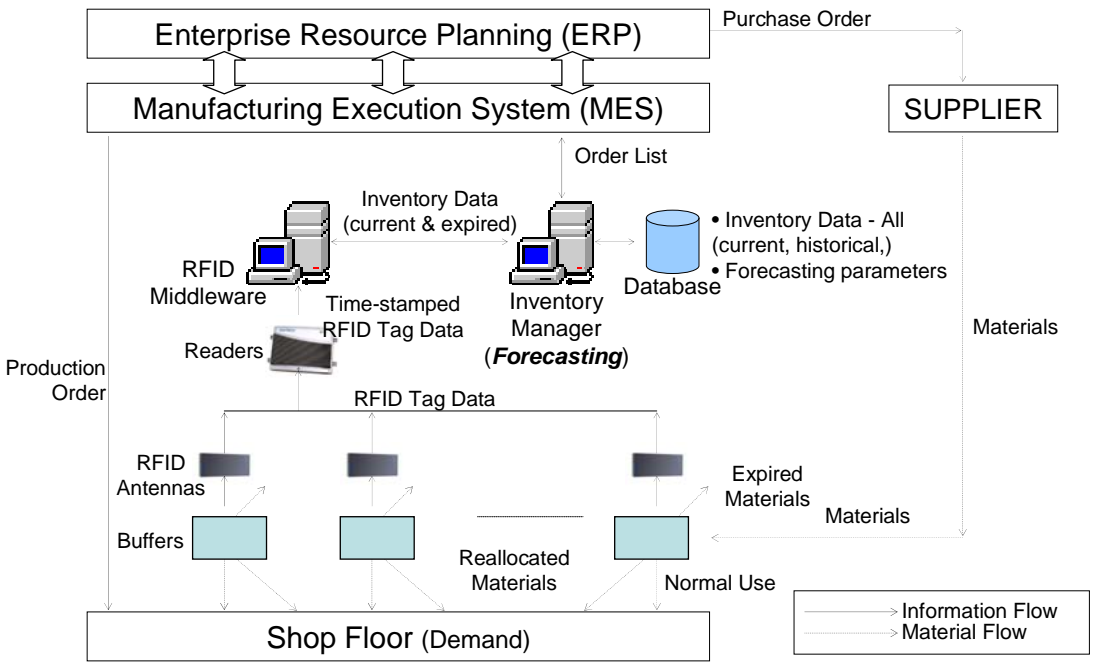 Enterprise Resource Planning (ERP)
Purchase Order
Manufacturing Execution System (MES)
SUPPLIER
Order List
Inventory Data
(current & expired)
• Inventory Data - All
(current, historical,)
• Forecasting parameters
RFID
Middleware
Database
Inventory
Manager
(Forecasting)
Time-stamped
RFID Tag Data
Readers
Materials
Production
Order
RFID Tag Data
RFID
Antennas
Expired
Materials
Materials
Buffers
Reallocated
Materials
Normal Use
Shop Floor (Demand)
Information Flow
Material Flow